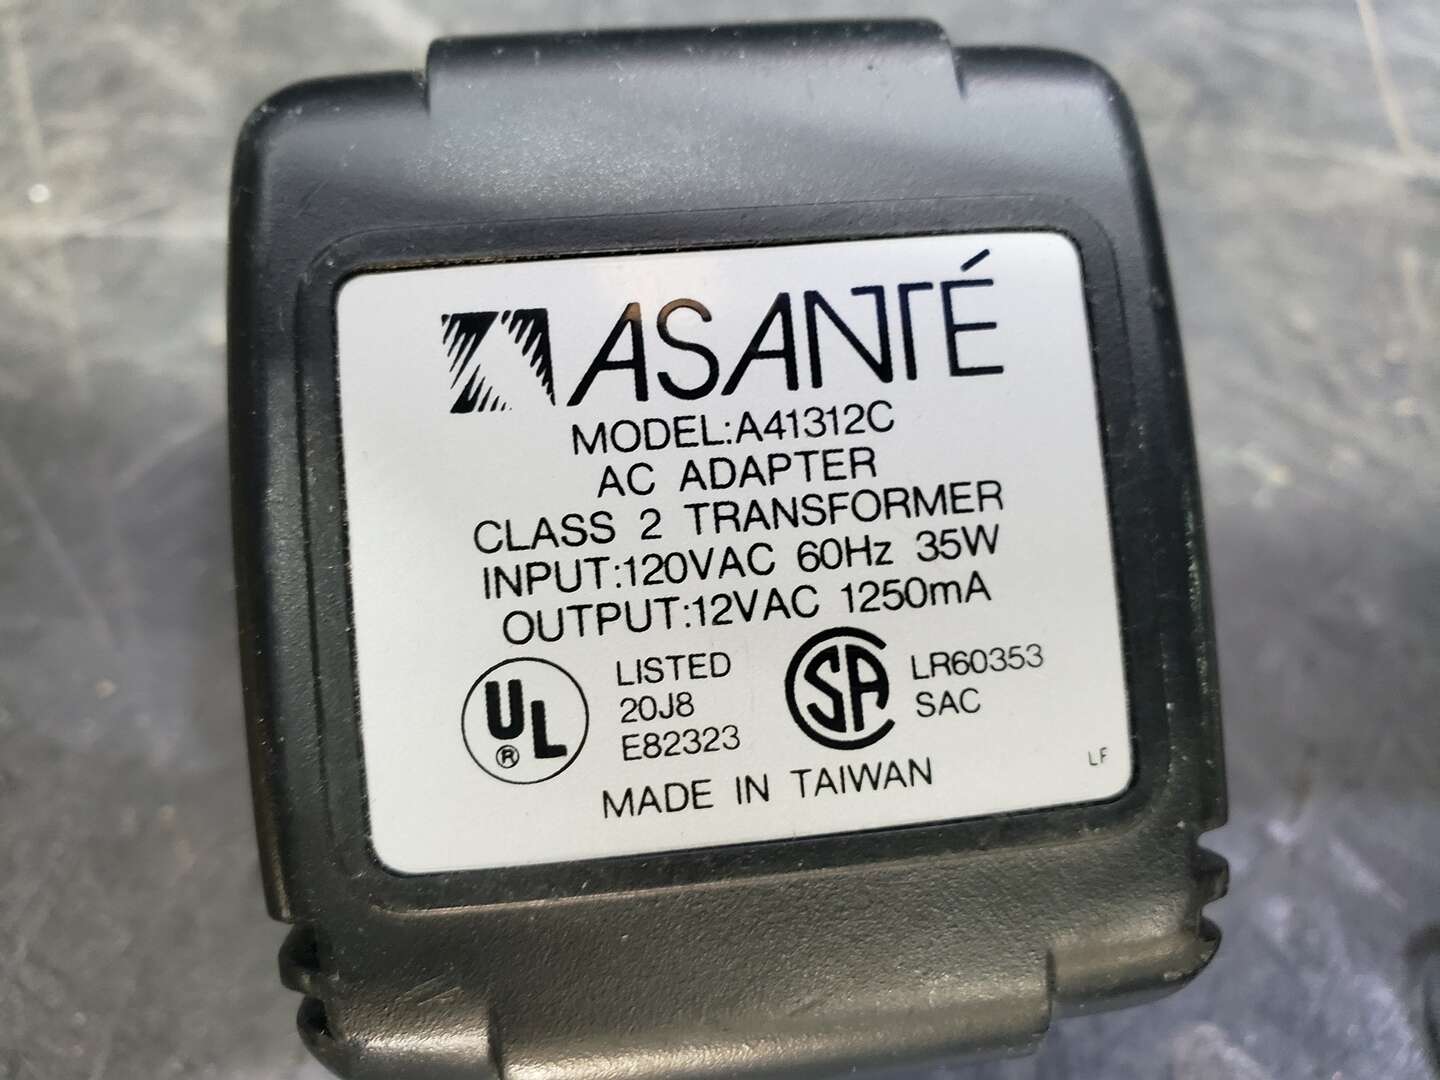 ASANTÉ
MODEL:A41312C
AC ADAPTER
CLASS 2 TRANSFORMER
INPUT:120VAC 60Hz 35W
OUTPUT:12VAC 1250mA
UL ®
LISTED
20J8
E82323
SA
LR60353
SAC
MADE IN TAIWAN
LF